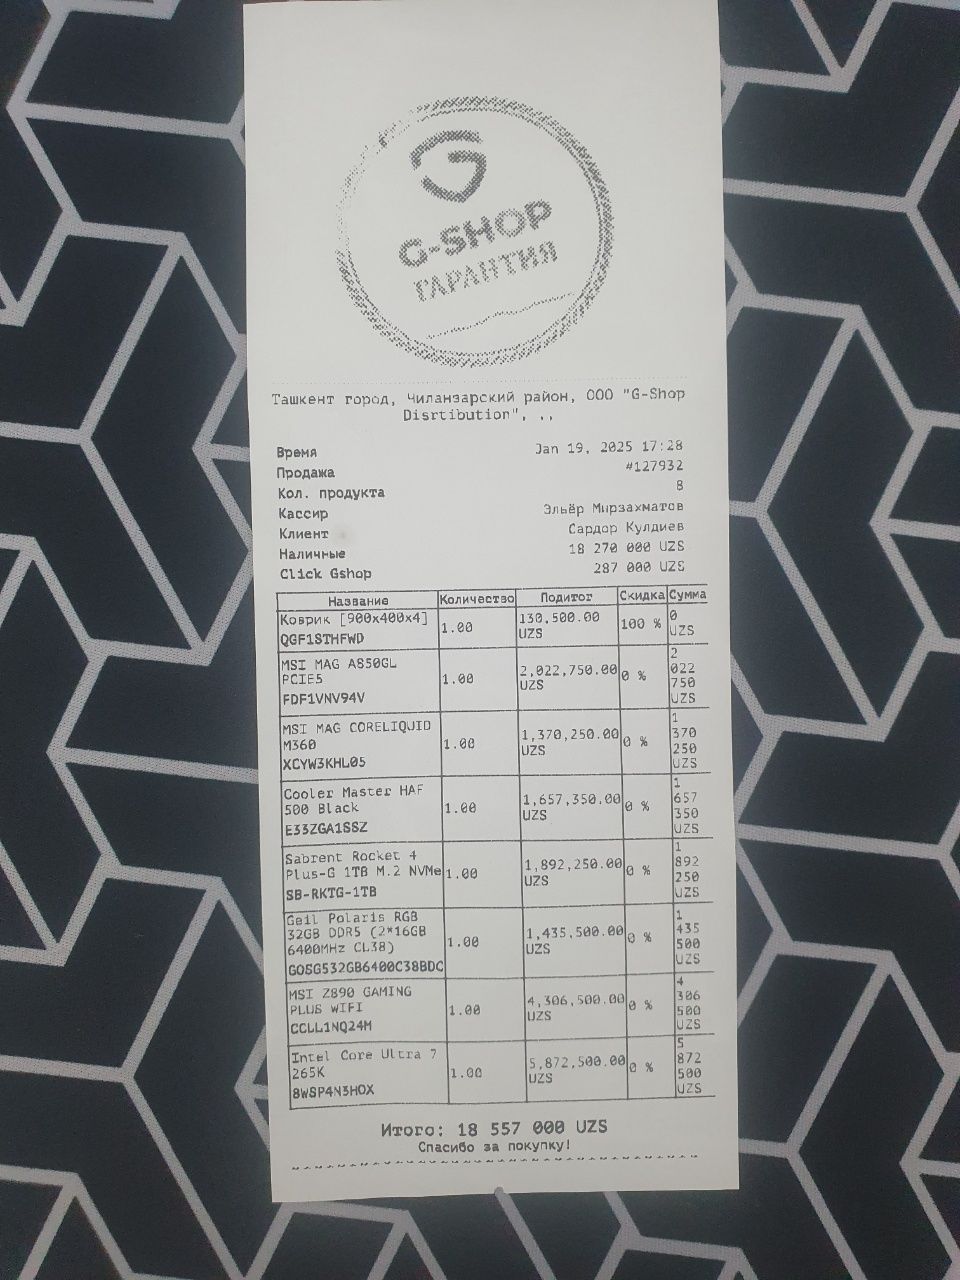 G-SHOP
ГАРАНТИЯ
Ташкент город, Чиланзарский район, ООО "G-Shop
Disrtibution", ,,
Время Jan 19, 2025 17:28
Продажа #127932
Кол. продукта 8
Кассир Эльёр Мирзахматов
Клиент Сардор Кулдиев
Наличные 18 270 000 UZS
Click Gshop 287 000 UZS
Название Количество Подитог Скидка Сумма
Коврик [900x400x4]
QGF1STHFWD
1.00
130,500.00
UZS
100 %
0
UZS
MSI MAG A850GL
PCIE5
FDF1VNV94V
1.00
2,022,750.00
UZS
0 %
2
022
750
UZS
MSI MAG CORELIQUID
M360
XCYW3KHL05
1.00
1,370,250.00
UZS
0 %
1
370
250
UZS
Cooler Master HAF
500 Black
E33ZGA1SSZ
1.00
1,657,350.00
UZS
0 %
1
657
350
UZS
Sabrent Rocket 4
Plus-G 1TB M.2 NVMe
SB-RKTG-1TB
1.00
1,892,250.00
UZS
0 %
1
892
250
UZS
Geil Polaris RGB
32GB DDR5 (2*16GB
6400MHz CL38)
GOSG532GB6400C38BDC
1.00
1,435,500.00
UZS
0 %
1
435
500
UZS
MSI Z890 GAMING
PLUS WIFI
CCLL1NQ24M
1.00
4,306,500.00
UZS
0 %
4
306
500
UZS
Intel Core Ultra 7
265K
8WSP4N3HOX
1.00
5,872,500.00
UZS
0 %
5
872
500
UZS
Итого: 18 557 000 UZS
Спасибо за покупку!